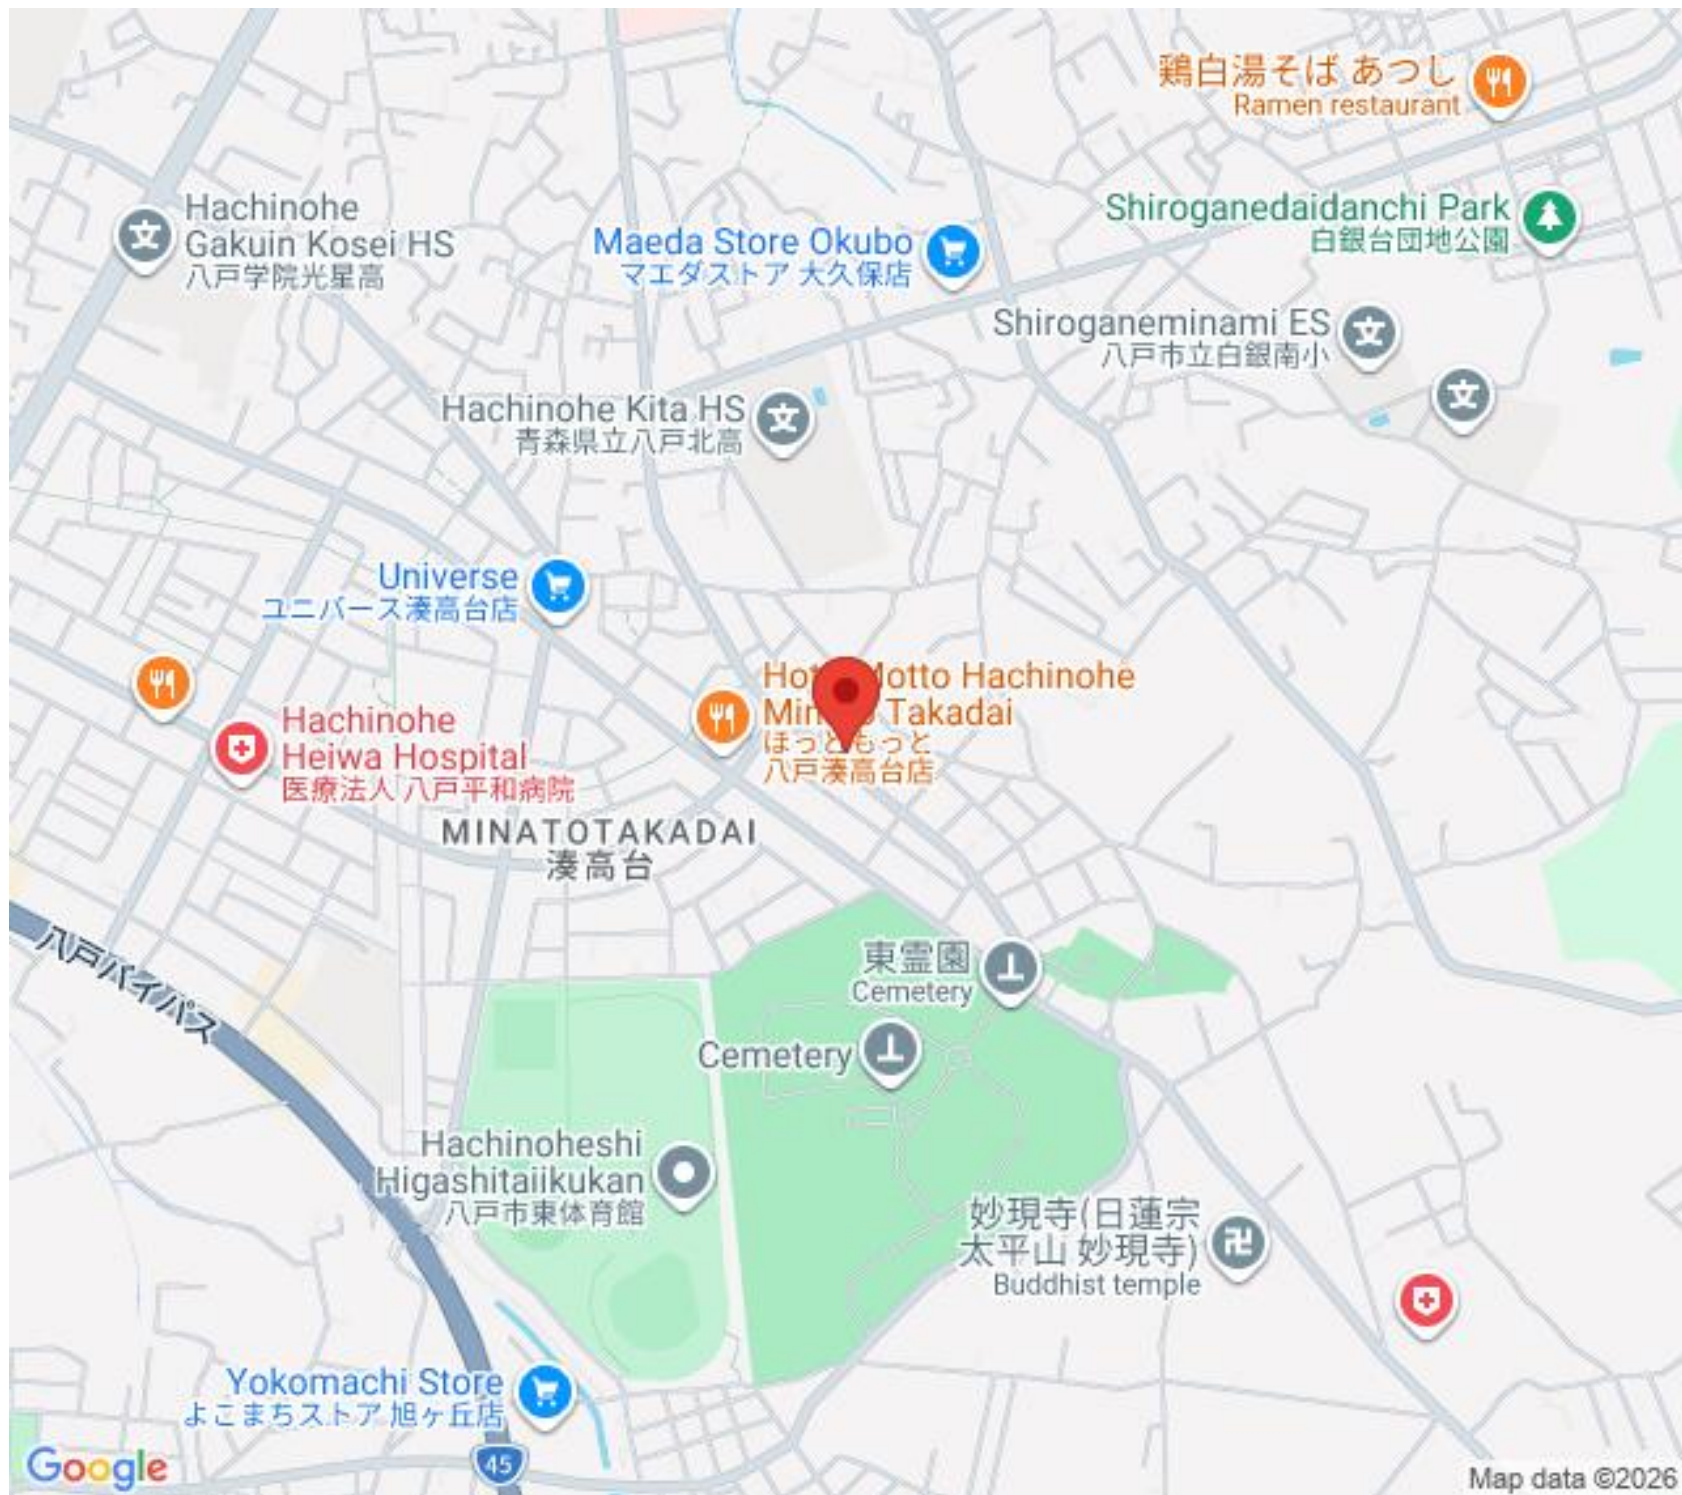 鶏白湯そば あつし
Ramen restaurant
Hachinohe
Gakuin Kosei HS
八戸学院光星高
Maeda Store Okubo
マエダストア 大久保店
Shiroganedaidanchi Park
白銀台団地公園
Shiroganeminami ES
八戸市立白銀南小
Hachinohe Kita HS
青森県立八戸北高
Universe
ユニバース湊高台店
Hachinohe
Takadai
ほっともっと
八戸湊高台店
Hachinohe
Heiwa Hospital
医療法人 八戸平和病院
MINATOTAKADAI
湊高台
八戸バイパス
東霊園
Cemetery
Cemetery
Hachinoheshi
Higashitaiikukan
八戸市東体育館
妙現寺(日蓮宗
太平山 妙現寺)
Buddhist temple
Yokomachi Store
よこまちストア 旭ヶ丘店
45
Google
Map data ©2026